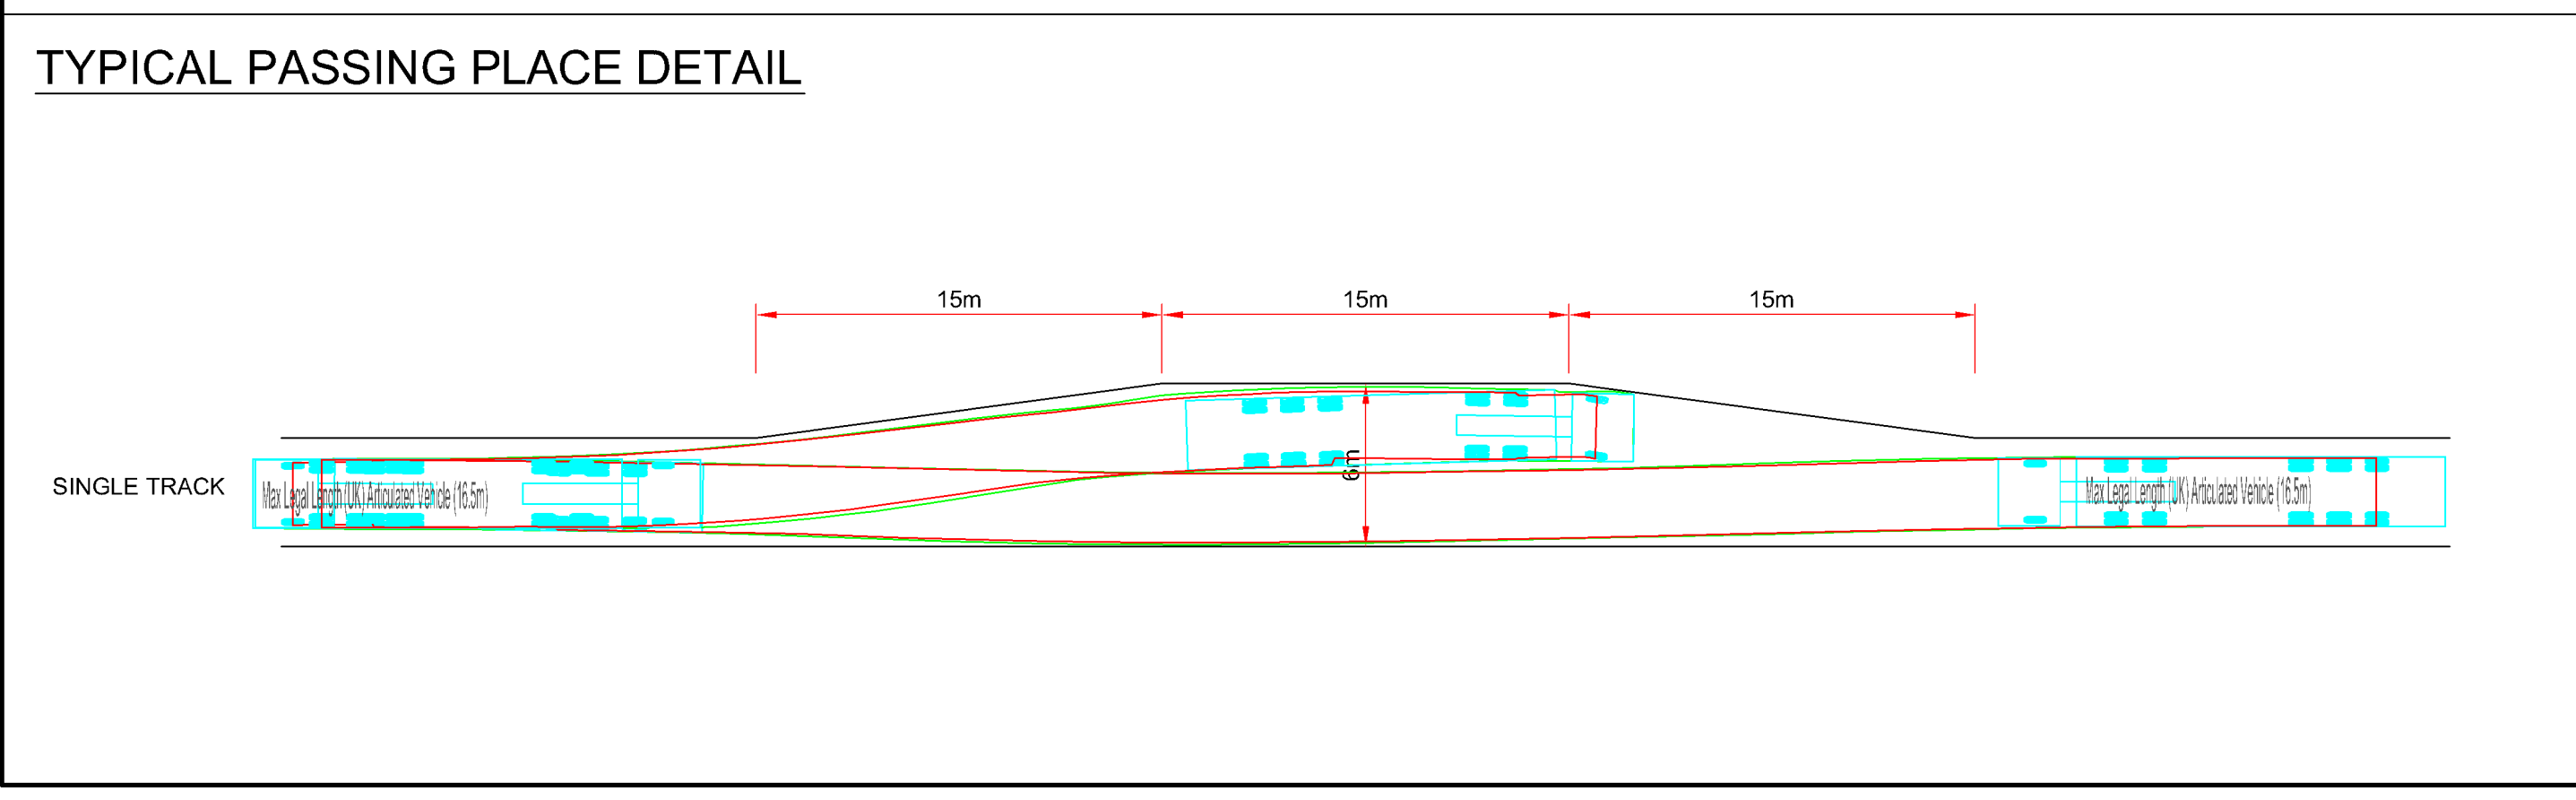 TYPICAL PASSING PLACE DETAIL
15m
15m
15m
6m
SINGLE TRACK
Max Legal Length (UK) Articulated Vehicle (16.5m)
Max Legal Length (UK) Articulated Vehicle (16.5m)